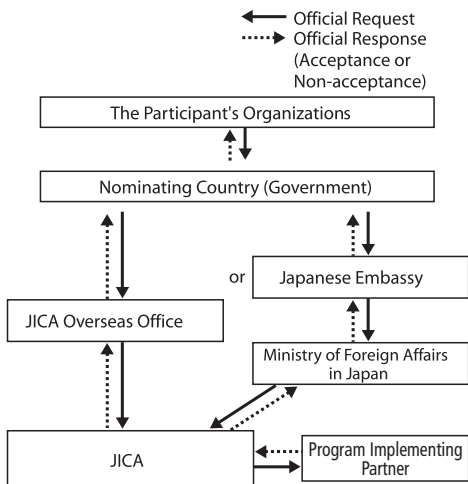 Official Request
Official Response
(Acceptance or
Non-acceptance)
The Participant's Organizations
Nominating Country (Government)
or
Japanese Embassy
JICA Overseas Office
Ministry of Foreign Affairs
in Japan
JICA
Program Implementing
Partner